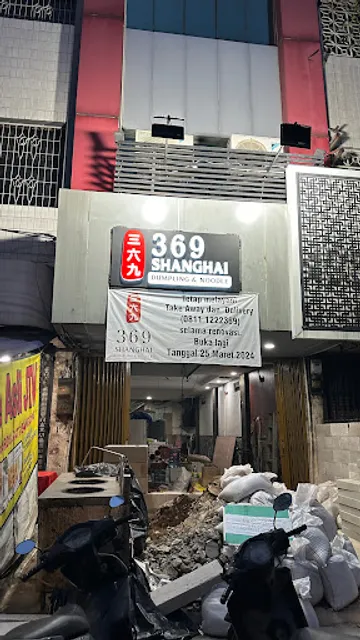 三六九
369
SHANGHAI
DUMPLING & NOODLE
三六九
369
SHANGHAI
Tetap melayani
Take Away dan Delivery
(0811.1222369)
selama renovasi.
Buka lagi
Tanggal 25 Maret 2024